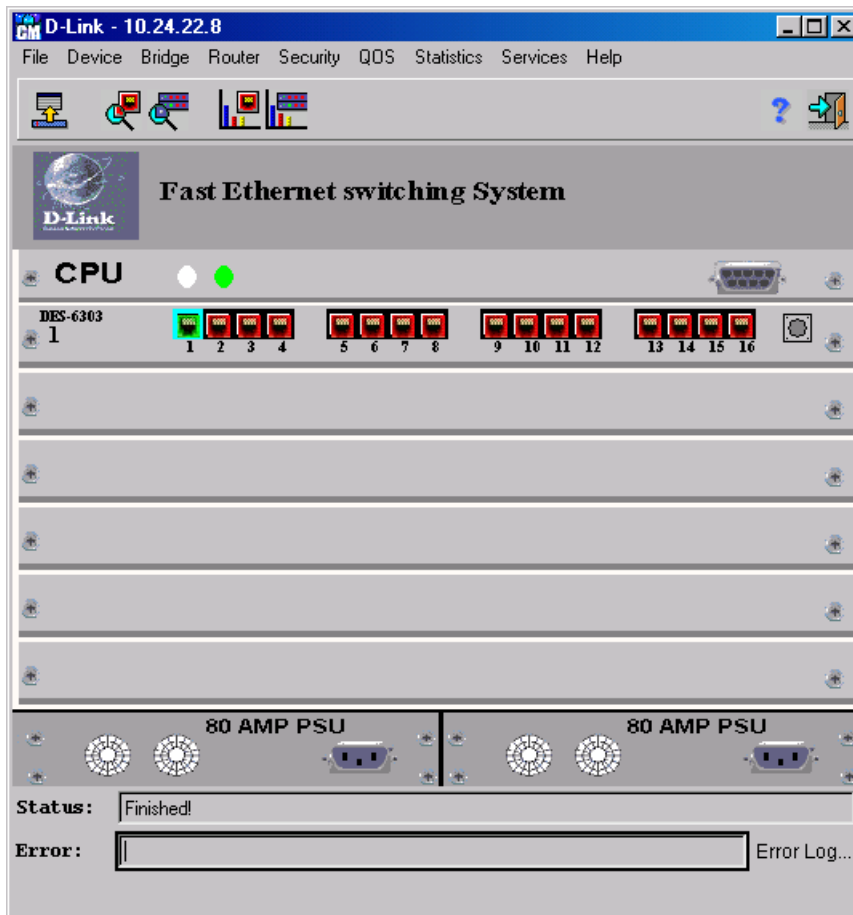 D-Link - 10.24.22.8
File Device Bridge Router Security QOS Statistics Services Help
D-Link
Fast Ethernet switching System
CPU
DES-6303
1
1 2 3 4 5 6 7 8 9 10 11 12 13 14 15 16
80 AMP PSU 80 AMP PSU
Status: Finished!
Error: Error Log...